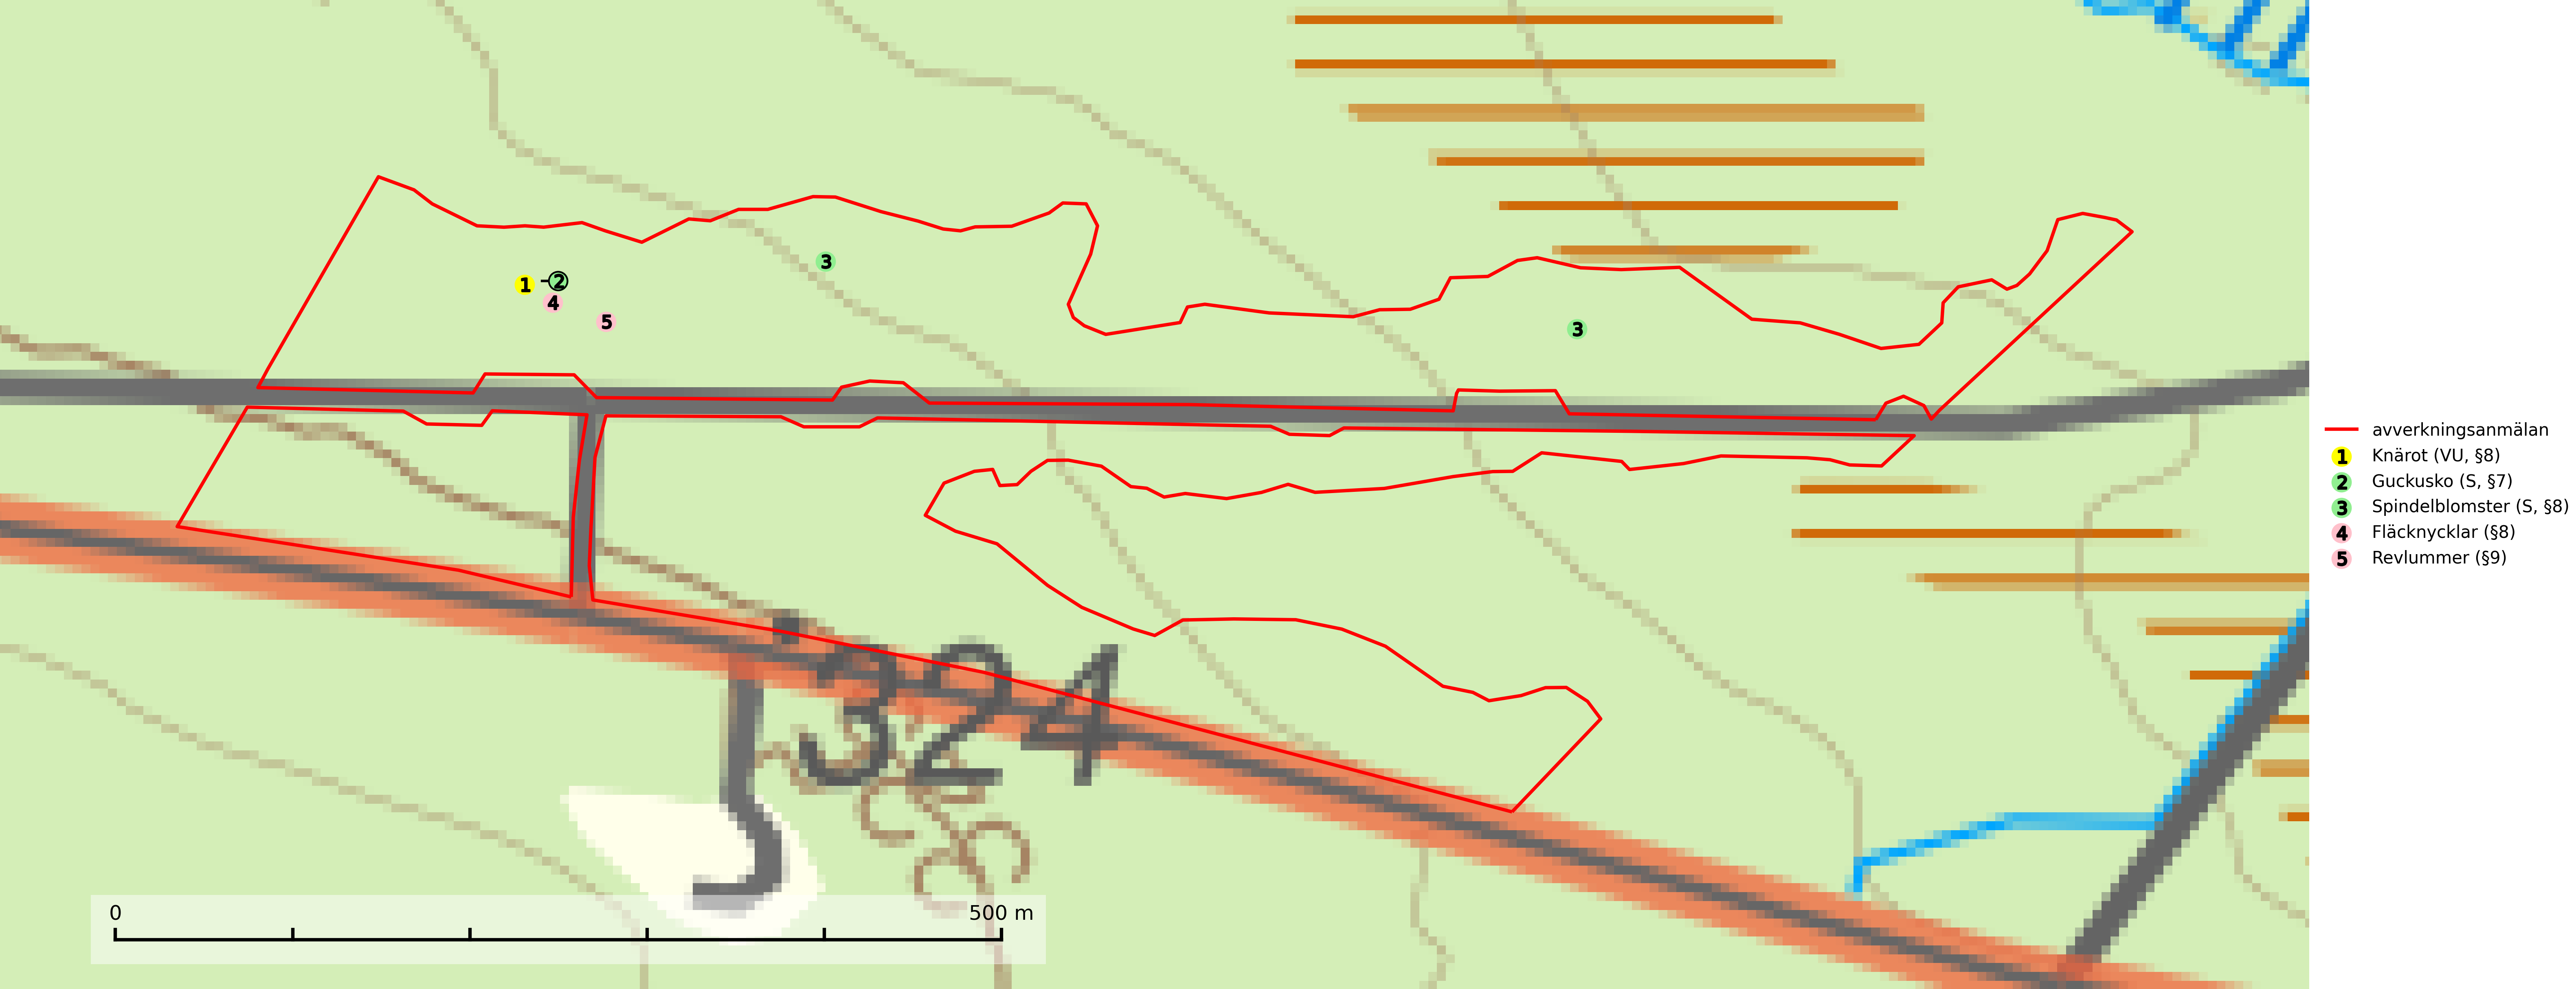 3
1
2
4
5
3
324
0 500 m
avverkningsanmälan
1 Knärot (VU, §8)
2 Guckusko (S, §7)
3 Spindelblomster (S, §8)
4 Fläcknycklar (§8)
5 Revlummer (§9)